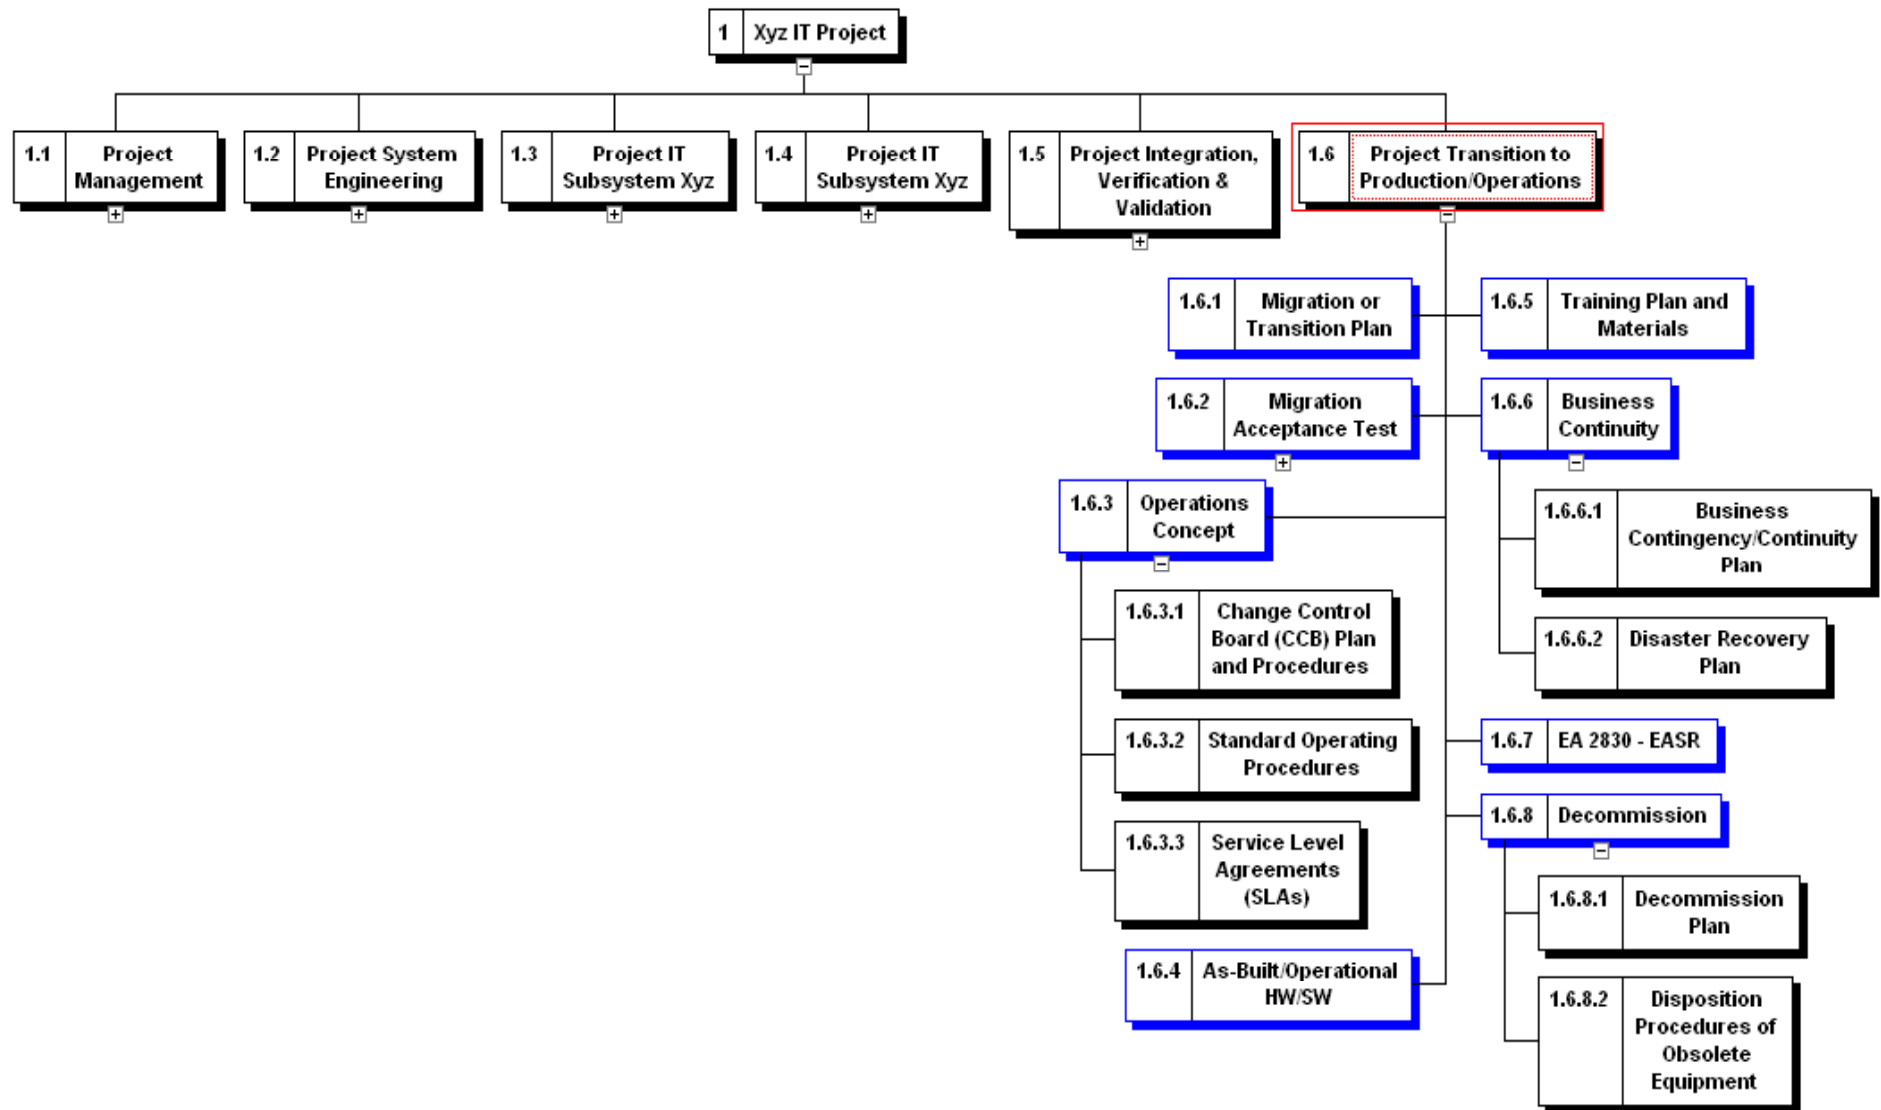 1 Xyz IT Project
1.1 Project
Management
1.2 Project System
Engineering
1.3 Project IT
Subsystem Xyz
1.4 Project IT
Subsystem Xyz
1.5 Project Integration,
Verification &
Validation
1.6 Project Transition to
Production/Operations
1.6.1 Migration or
Transition Plan
1.6.2 Migration
Acceptance Test
1.6.3 Operations
Concept
1.6.3.1 Change Control
Board (CCB) Plan
and Procedures
1.6.3.2 Standard Operating
Procedures
1.6.3.3 Service Level
Agreements
(SLAs)
1.6.4 As-Built/Operational
HW/SW
1.6.5 Training Plan and
Materials
1.6.6 Business
Continuity
1.6.6.1 Business
Contingency/Continuity
Plan
1.6.6.2 Disaster Recovery
Plan
1.6.7 EA 2830 - EASR
1.6.8 Decommission
1.6.8.1 Decommission
Plan
1.6.8.2 Disposition
Procedures of
Obsolete
Equipment